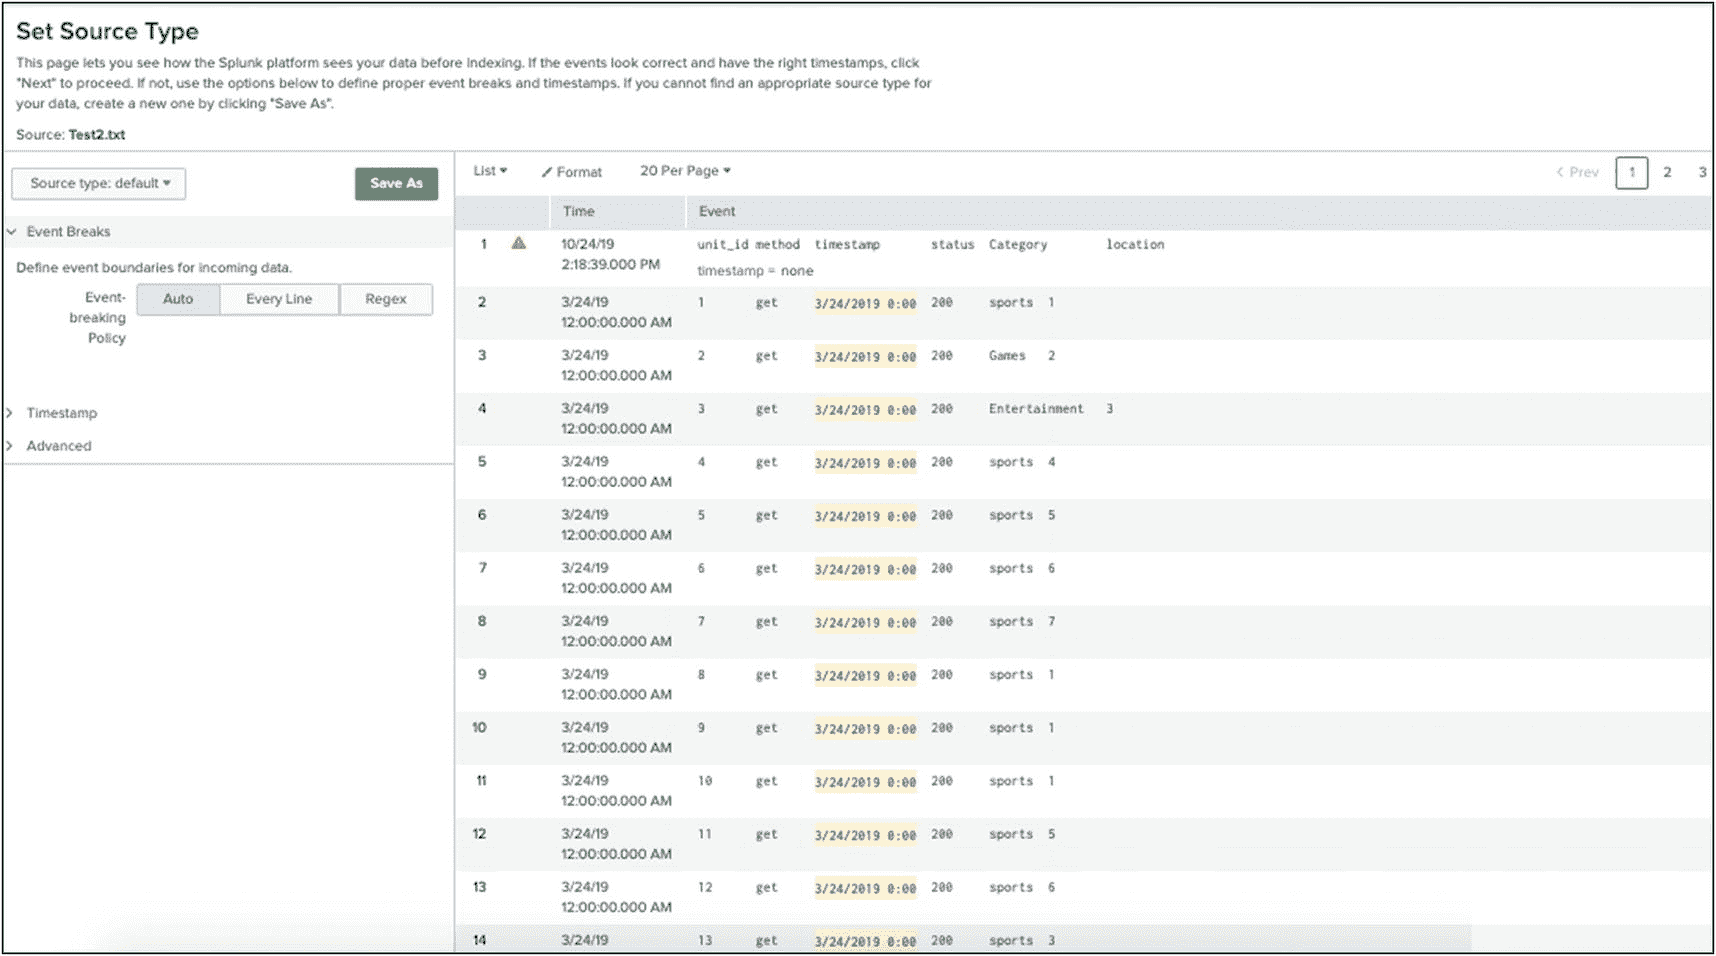 Set Source Type
This page lets you see how the Splunk platform sees your data before indexing. If the events look correct and have the right timestamps, click
"Next" to proceed. If not, use the options below to define proper event breaks and timestamps. If you cannot find an appropriate source type for
your data, create a new one by clicking "Save As".
Source: Test2.txt
Source type: default
Save As
Event Breaks
Define event boundaries for incoming data.
Event-
breaking
Policy
Auto Every Line Regex
Timestamp
Advanced
List Format 20 Per Page < Prev 1 2 3
Time Event
1 10/24/19 unit_id method timestamp status Category location
2:18:39.000 PM timestamp = none
2 3/24/19 1 get 3/24/2019 0:00 200 sports 1
12:00:00.000 AM
3 3/24/19 2 get 3/24/2019 0:00 200 Games 2
12:00:00.000 AM
4 3/24/19 3 get 3/24/2019 0:00 200 Entertainment 3
12:00:00.000 AM
5 3/24/19 4 get 3/24/2019 0:00 200 sports 4
12:00:00.000 AM
6 3/24/19 5 get 3/24/2019 0:00 200 sports 5
12:00:00.000 AM
7 3/24/19 6 get 3/24/2019 0:00 200 sports 6
12:00:00.000 AM
8 3/24/19 7 get 3/24/2019 0:00 200 sports 7
12:00:00.000 AM
9 3/24/19 8 get 3/24/2019 0:00 200 sports 1
12:00:00.000 AM
10 3/24/19 9 get 3/24/2019 0:00 200 sports 1
12:00:00.000 AM
11 3/24/19 10 get 3/24/2019 0:00 200 sports 1
12:00:00.000 AM
12 3/24/19 11 get 3/24/2019 0:00 200 sports 5
12:00:00.000 AM
13 3/24/19 12 get 3/24/2019 0:00 200 sports 6
12:00:00.000 AM
14 3/24/19 13 get 3/24/2019 0:00 200 sports 3